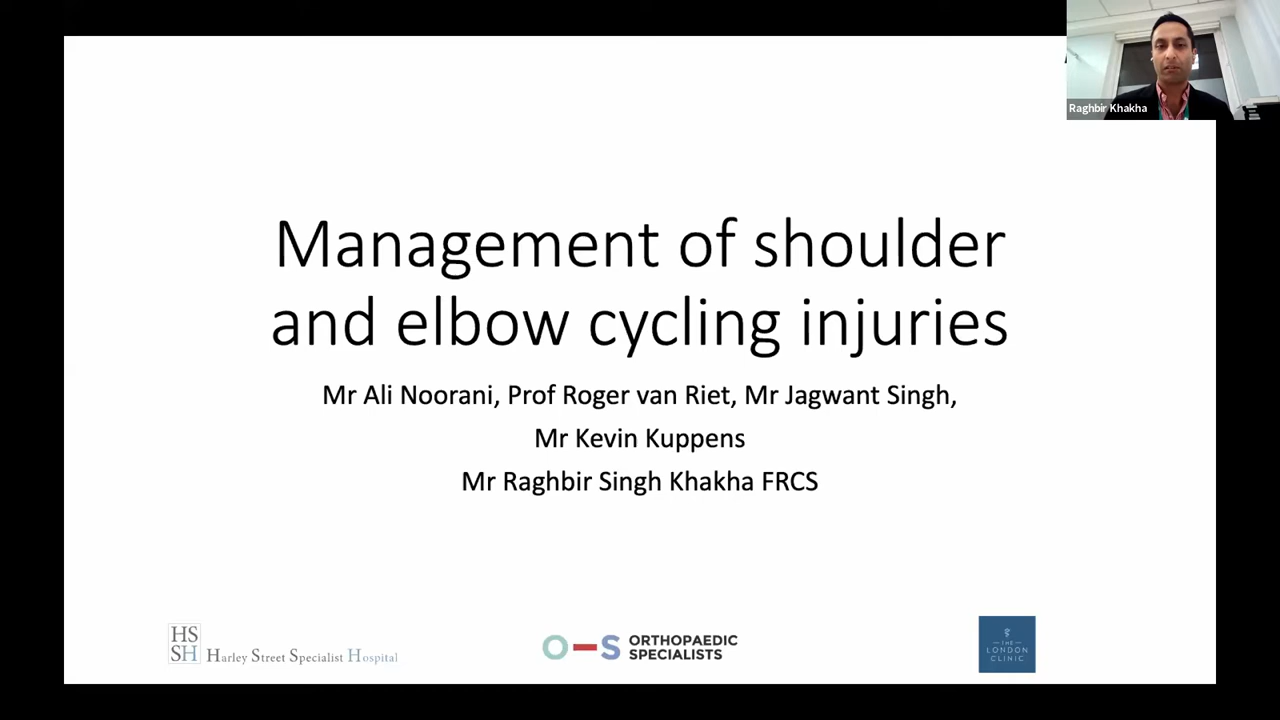 Raghbir Khakha
Management of shoulder
and elbow cycling injuries
Mr Ali Noorani, Prof Roger van Riet, Mr Jagwant Singh,
Mr Kevin Kuppens
Mr Raghbir Singh Khakha FRCS
HS
SH Harley Street Specialist Hospital
O–S ORTHOPAEDIC
SPECIALISTS
THE
LONDON
CLINIC